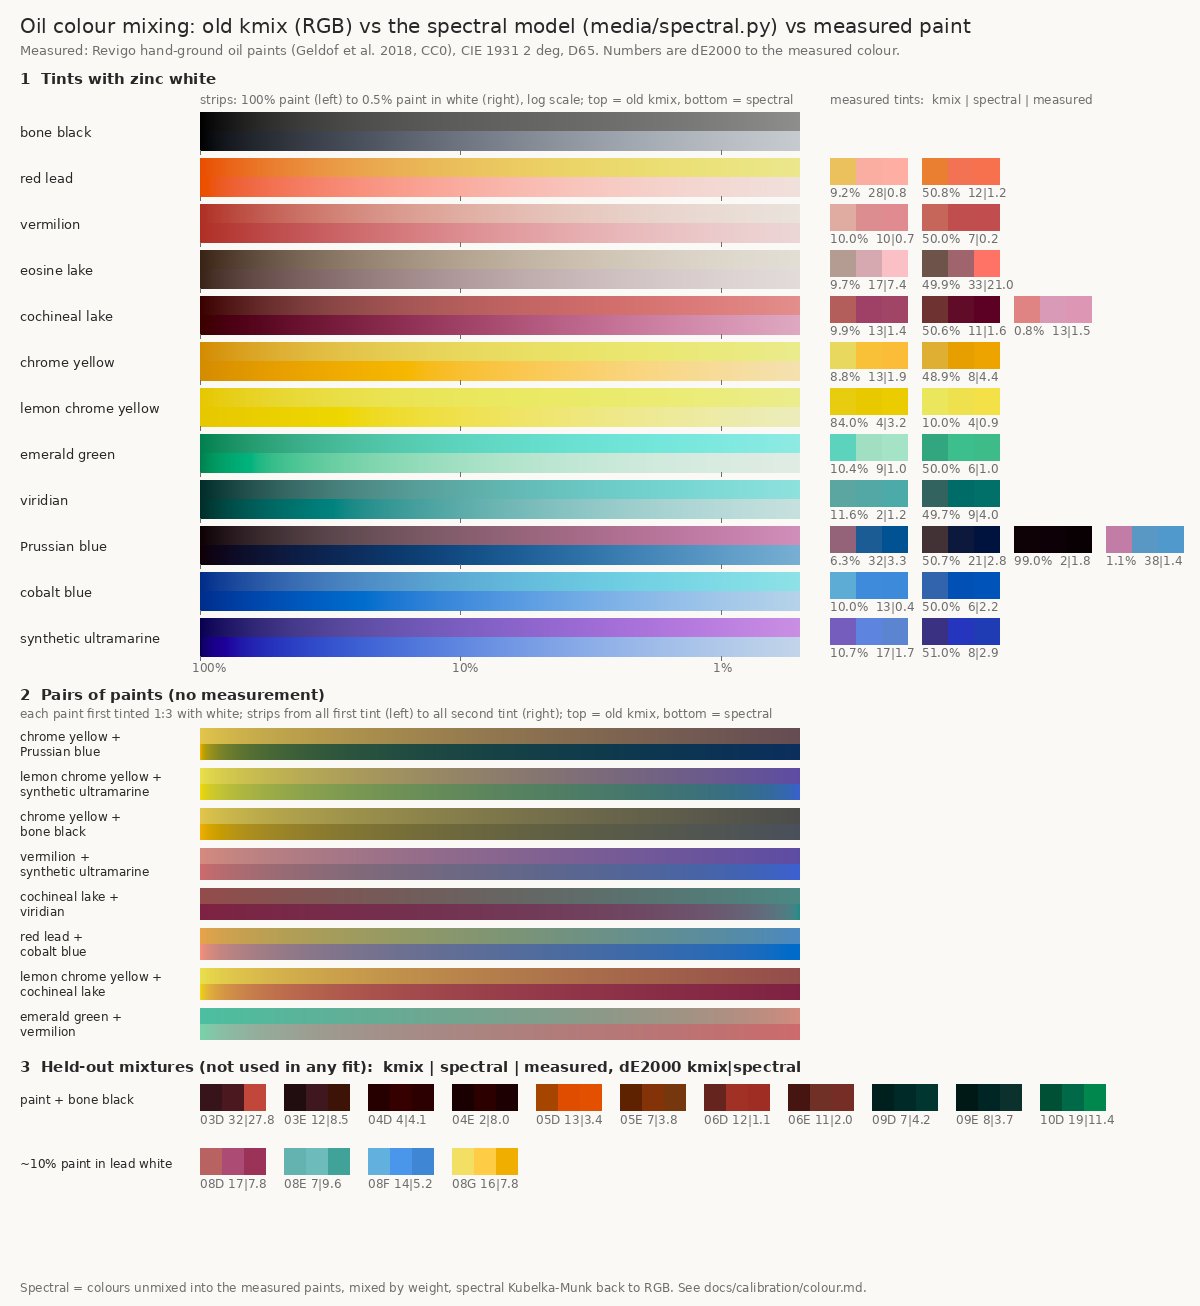 Oil colour mixing: old kmix (RGB) vs the spectral model (media/spectral.py) vs measured paint
Measured: Revigo hand-ground oil paints (Geldof et al. 2018, CC0), CIE 1931 2 deg, D65. Numbers are dE2000 to the measured colour.
1 Tints with zinc white
strips: 100% paint (left) to 0.5% paint in white (right), log scale; top = old kmix, bottom = spectral
measured tints: kmix | spectral | measured
bone black
red lead
9.2% 28|0.8 50.8% 12|1.2
vermilion
10.0% 10|0.7 50.0% 7|0.2
eosine lake
9.7% 17|7.4 49.9% 33|21.0
cochineal lake
9.9% 13|1.4 50.6% 11|1.6 0.8% 13|1.5
chrome yellow
8.8% 13|1.9 48.9% 8|4.4
lemon chrome yellow
84.0% 4|3.2 10.0% 4|0.9
emerald green
10.4% 9|1.0 50.0% 6|1.0
viridian
11.6% 2|1.2 49.7% 9|4.0
Prussian blue
6.3% 32|3.3 50.7% 21|2.8 99.0% 2|1.8 1.1% 38|1.4
cobalt blue
10.0% 13|0.4 50.0% 6|2.2
synthetic ultramarine
10.7% 17|1.7 51.0% 8|2.9
100% 10% 1%
2 Pairs of paints (no measurement)
each paint first tinted 1:3 with white; strips from all first tint (left) to all second tint (right); top = old kmix, bottom = spectral
chrome yellow +
Prussian blue
lemon chrome yellow +
synthetic ultramarine
chrome yellow +
bone black
vermilion +
synthetic ultramarine
cochineal lake +
viridian
red lead +
cobalt blue
lemon chrome yellow +
cochineal lake
emerald green +
vermilion
3 Held-out mixtures (not used in any fit): kmix | spectral | measured, dE2000 kmix|spectral
paint + bone black
03D 32|27.8 03E 12|8.5 04D 4|4.1 04E 2|8.0 05D 13|3.4 05E 7|3.8 06D 12|1.1 06E 11|2.0 09D 7|4.2 09E 8|3.7 10D 19|11.4
~10% paint in lead white
08D 17|7.8 08E 7|9.6 08F 14|5.2 08G 16|7.8
Spectral = colours unmixed into the measured paints, mixed by weight, spectral Kubelka-Munk back to RGB. See docs/calibration/colour.md.